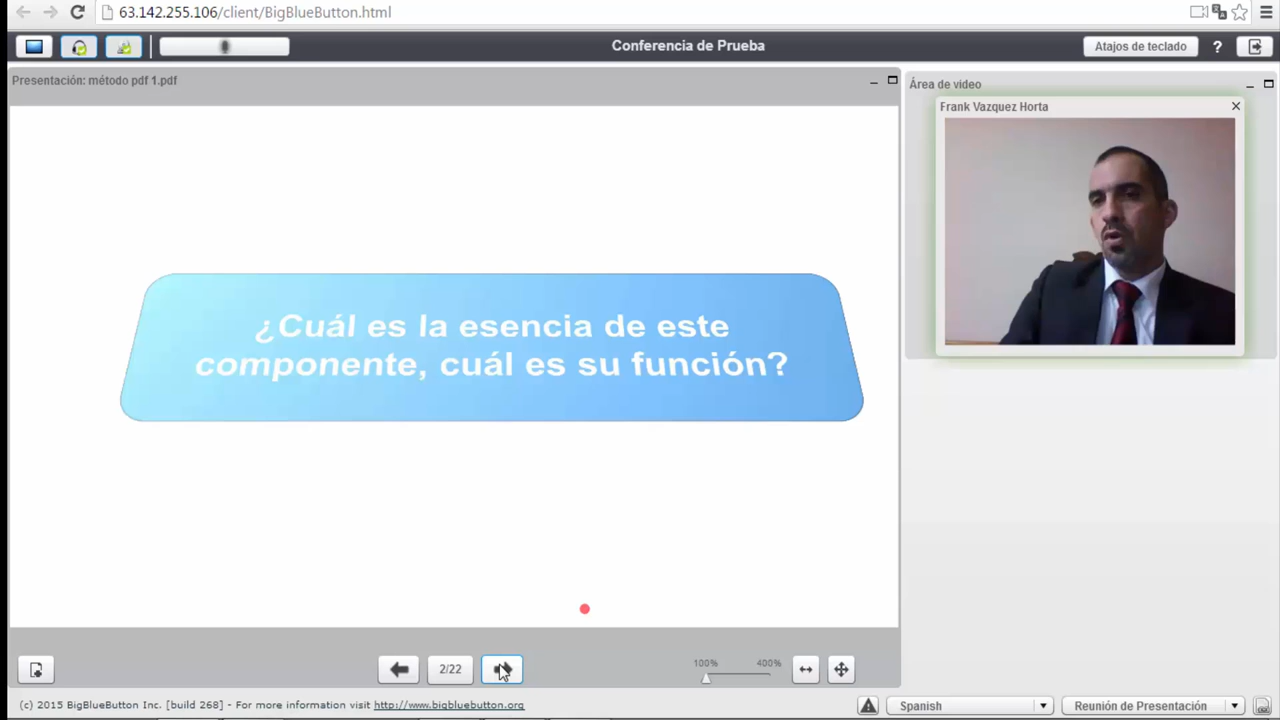 63.142.255.106/client/BigBlueButton.html
Conferencia de Prueba
Atajos de teclado
?
Presentación: método pdf 1.pdf
Área de video
Frank Vazquez Horta
¿Cuál es la esencia de este
componente, cuál es su función?
2/22
100%
400%
(c) 2015 BigBlueButton Inc. [build 268] - For more information visit http://www.bigbluebutton.org
Spanish
Reunión de Presentación